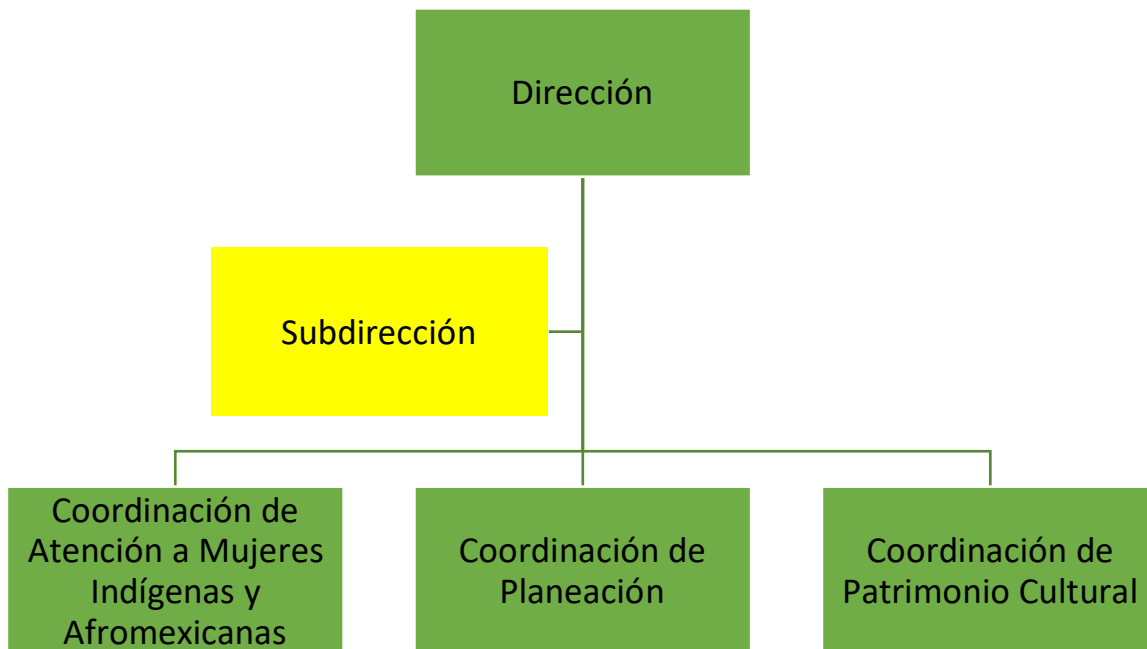 Dirección
Subdirección
Coordinación de
Atención a Mujeres
Indígenas y
Afromexicanas
Coordinación de
Planeación
Coordinación de
Patrimonio Cultural